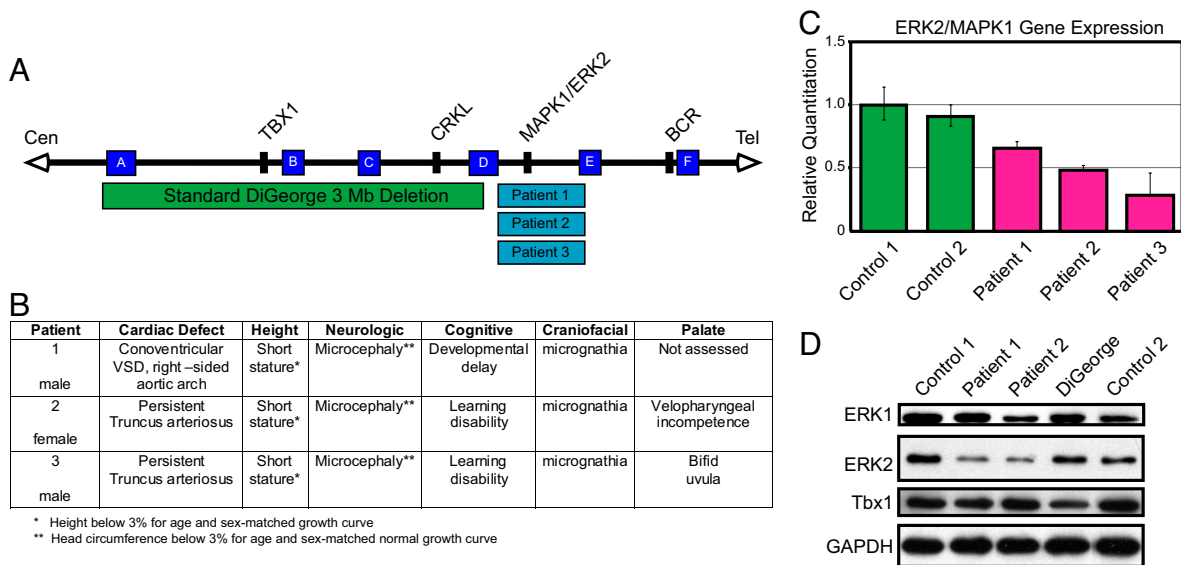 A
Cen
TBX1
CRKL
MAPK1/ERK2
BCR
Tel
A
B
C
D
E
F
Standard DiGeorge 3 Mb Deletion
Patient 1
Patient 2
Patient 3
B
Patient Cardiac Defect Height Neurologic Cognitive Craniofacial Palate
1 Conoventricular Short Microcephaly** Developmental micrognathia Not assessed
VSD, right –sided stature* delay
male aortic arch
2 Persistent Short Microcephaly** Learning micrognathia Velopharyngeal
Truncus arteriosus stature* disability incompetence
female
3 Persistent Short Microcephaly** Learning micrognathia Bifid
Truncus arteriosus stature* disability uvula
male
* Height below 3% for age and sex-matched growth curve
** Head circumference below 3% for age and sex-matched normal growth curve
C
ERK2/MAPK1 Gene Expression
Relative Quantitation
1.5
1.0
0.5
0
Control 1
Control 2
Patient 1
Patient 2
Patient 3
D
Control 1
Patient 1
Patient 2
DiGeorge
Control 2
ERK1
ERK2
Tbx1
GAPDH